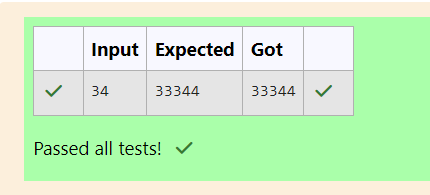 Input Expected Got
34 33344 33344
Passed all tests!